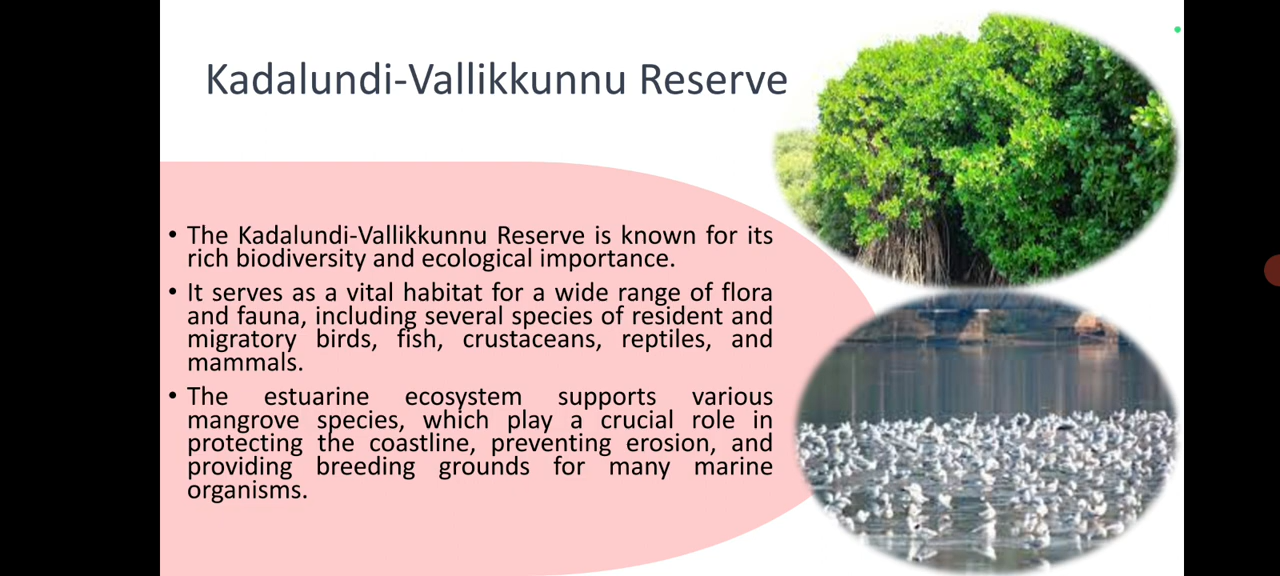 Kadalundi-Vallikkunnu Reserve
• The Kadalundi-Vallikkunnu Reserve is known for its
rich biodiversity and ecological importance.
• It serves as a vital habitat for a wide range of flora
and fauna, including several species of resident and
migratory birds, fish, crustaceans, reptiles, and
mammals.
• The estuarine ecosystem supports various
mangrove species, which play a crucial role in
protecting the coastline, preventing erosion, and
providing breeding grounds for many marine
organisms.